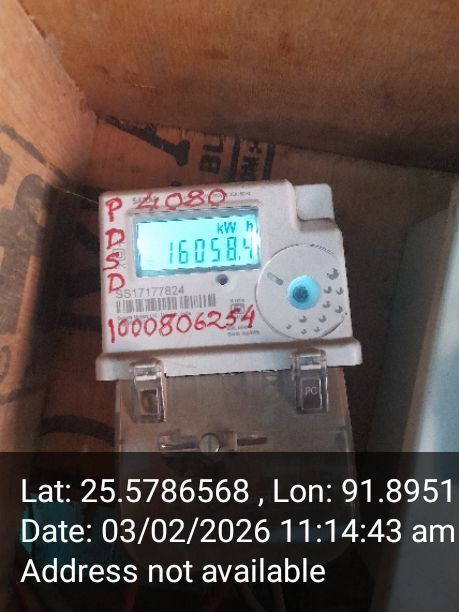 P 4080
D
S
D
kW h
16058.4
SS17177824
1000806254
PC
Lat: 25.5786568 , Lon: 91.8951
Date: 03/02/2026 11:14:43 am
Address not available